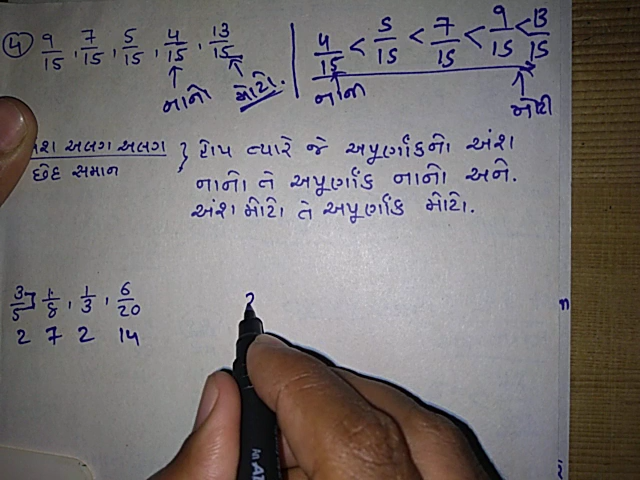 ④ 9/15, 7/15, 5/15, 4/15, 13/15
નાનો મોટો.
4/15 < 5/15 < 7/15 < 9/15 < 13/15
નાની મોટી
અંશ અલગ અલગ
છેદ સમાન
હોય ત્યારે જે અપૂર્ણાંકનો અંશ
નાનો તે અપૂર્ણાંક નાનો અને.
અંશ મોટો તે અપૂર્ણાંક મોટો.
3/5, 1/8, 1/3, 6/20
2 7 2 14